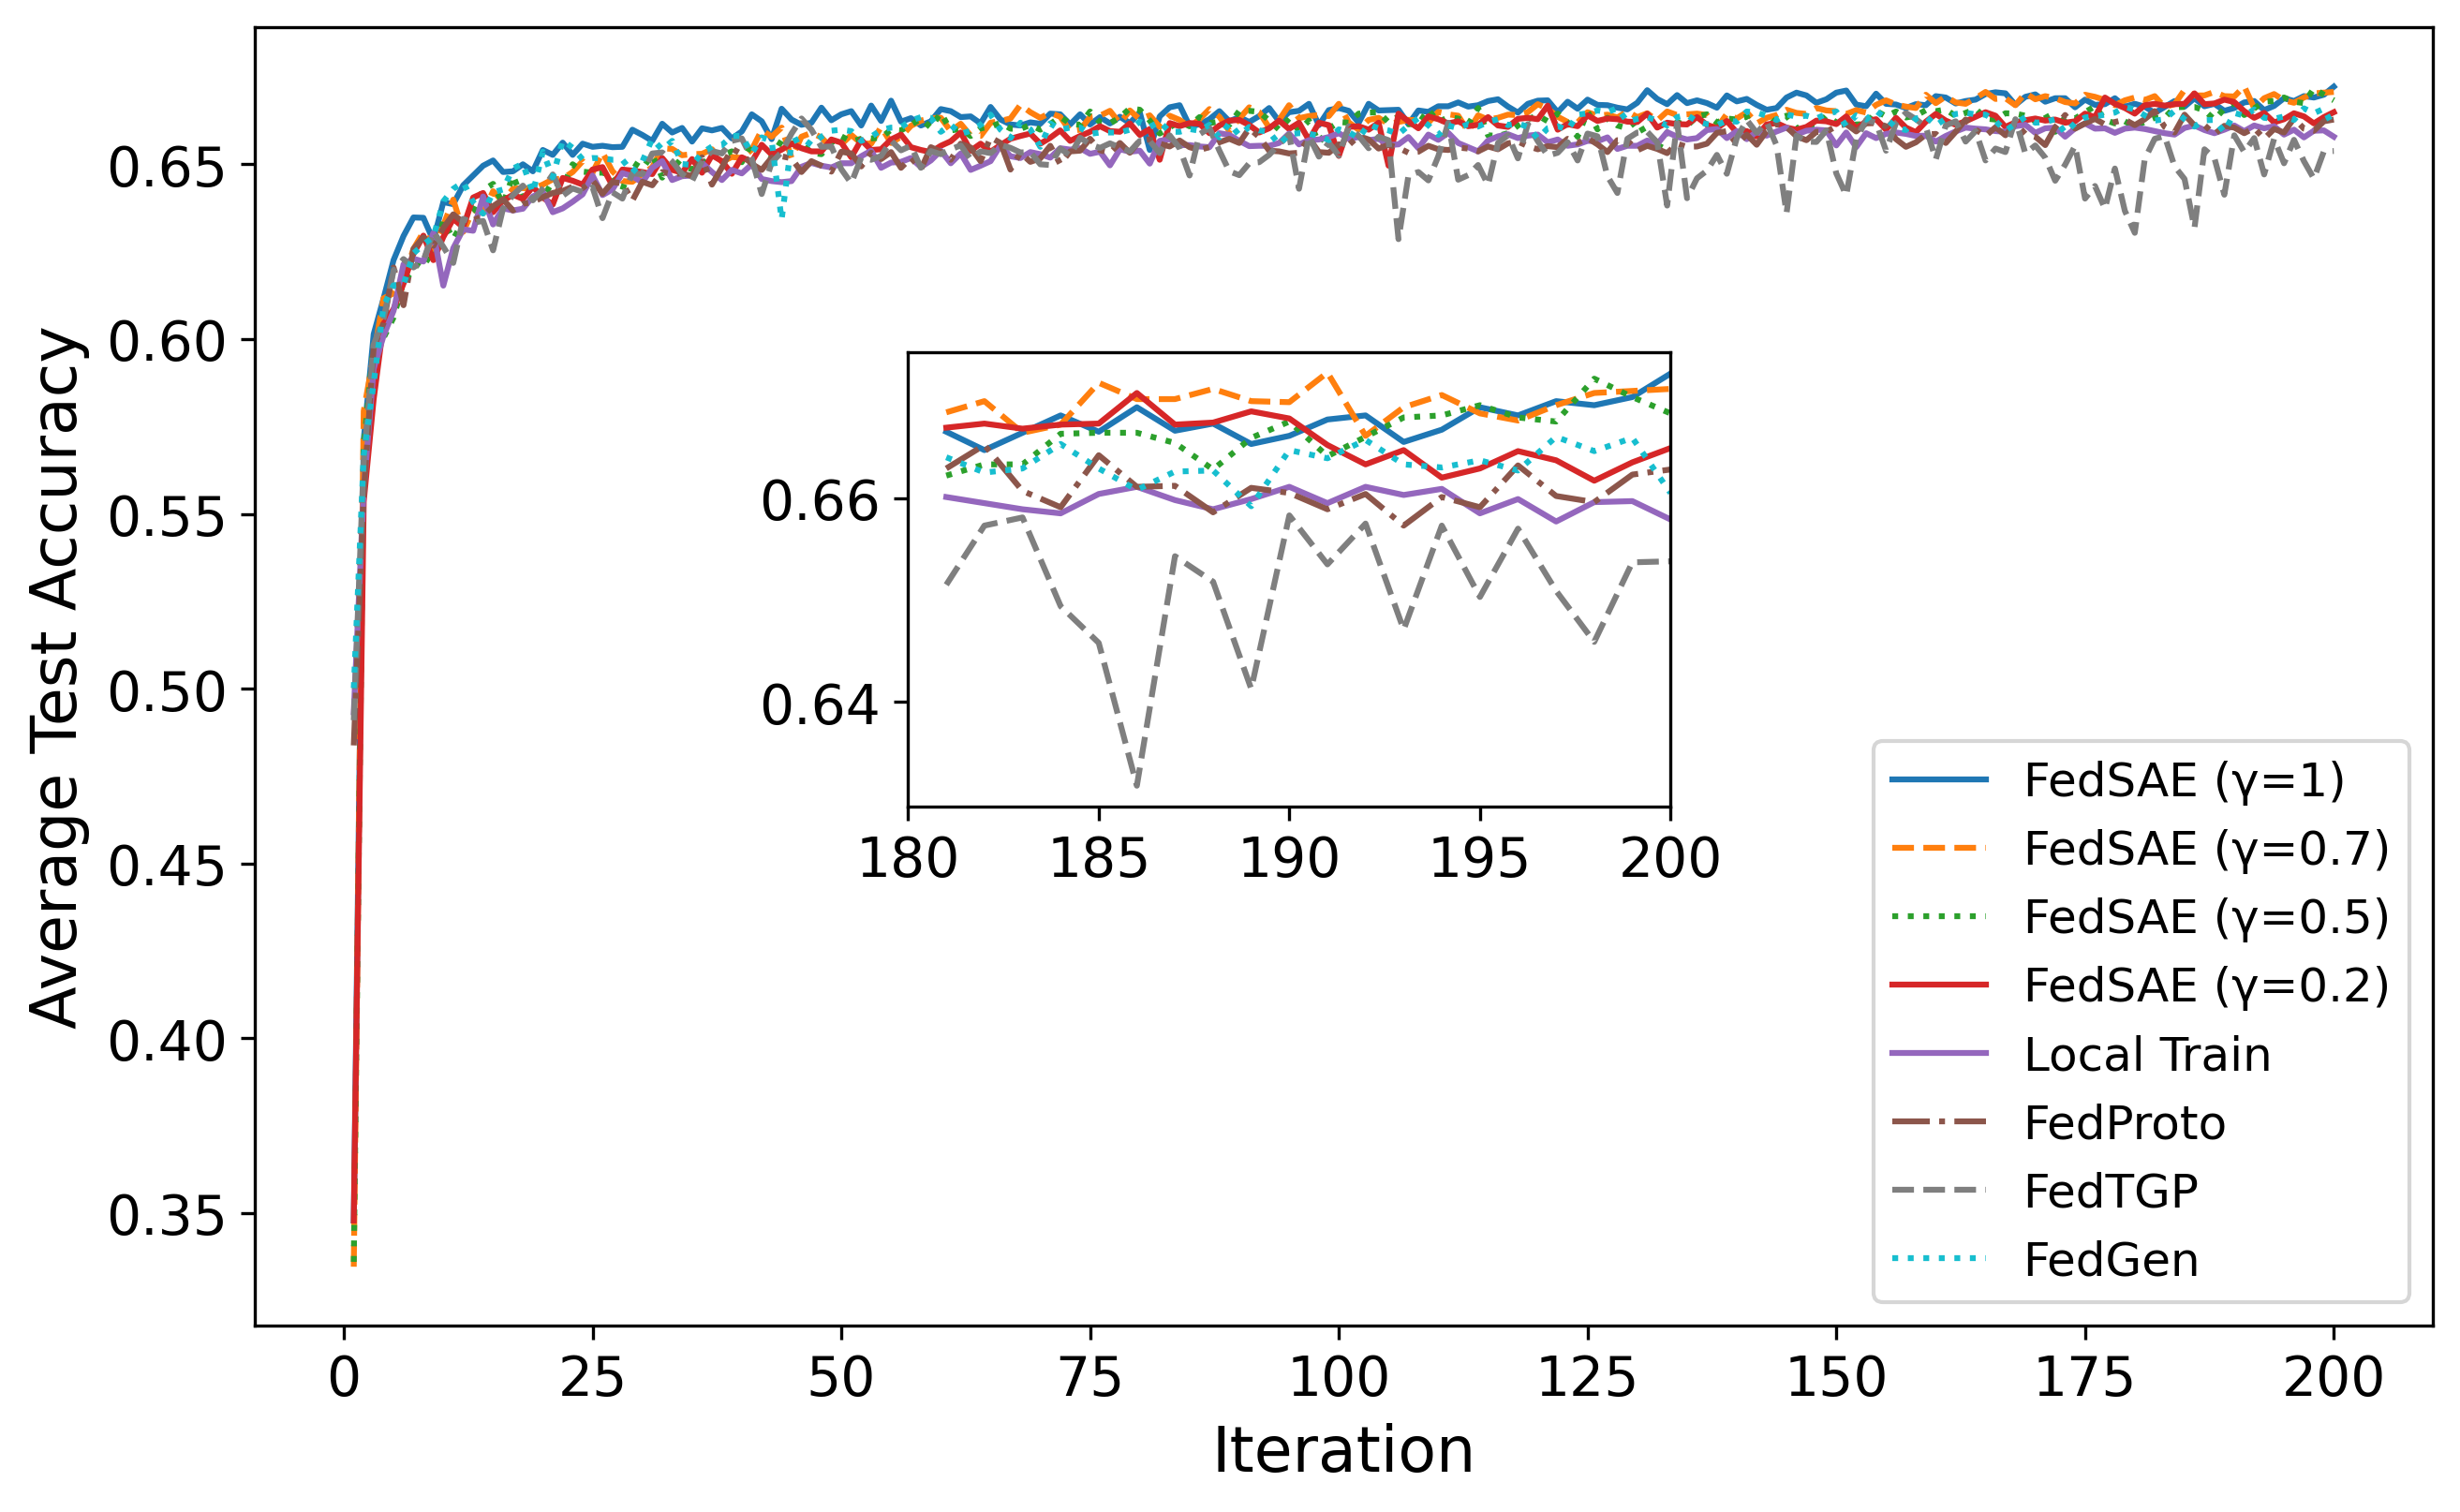 Average Test Accuracy
0.65
0.60
0.55
0.50
0.45
0.40
0.35
0.66
0.64
180 185 190 195 200
FedSAE (γ=1)
FedSAE (γ=0.7)
FedSAE (γ=0.5)
FedSAE (γ=0.2)
Local Train
FedProto
FedTGP
FedGen
0 25 50 75 100 125 150 175 200
Iteration